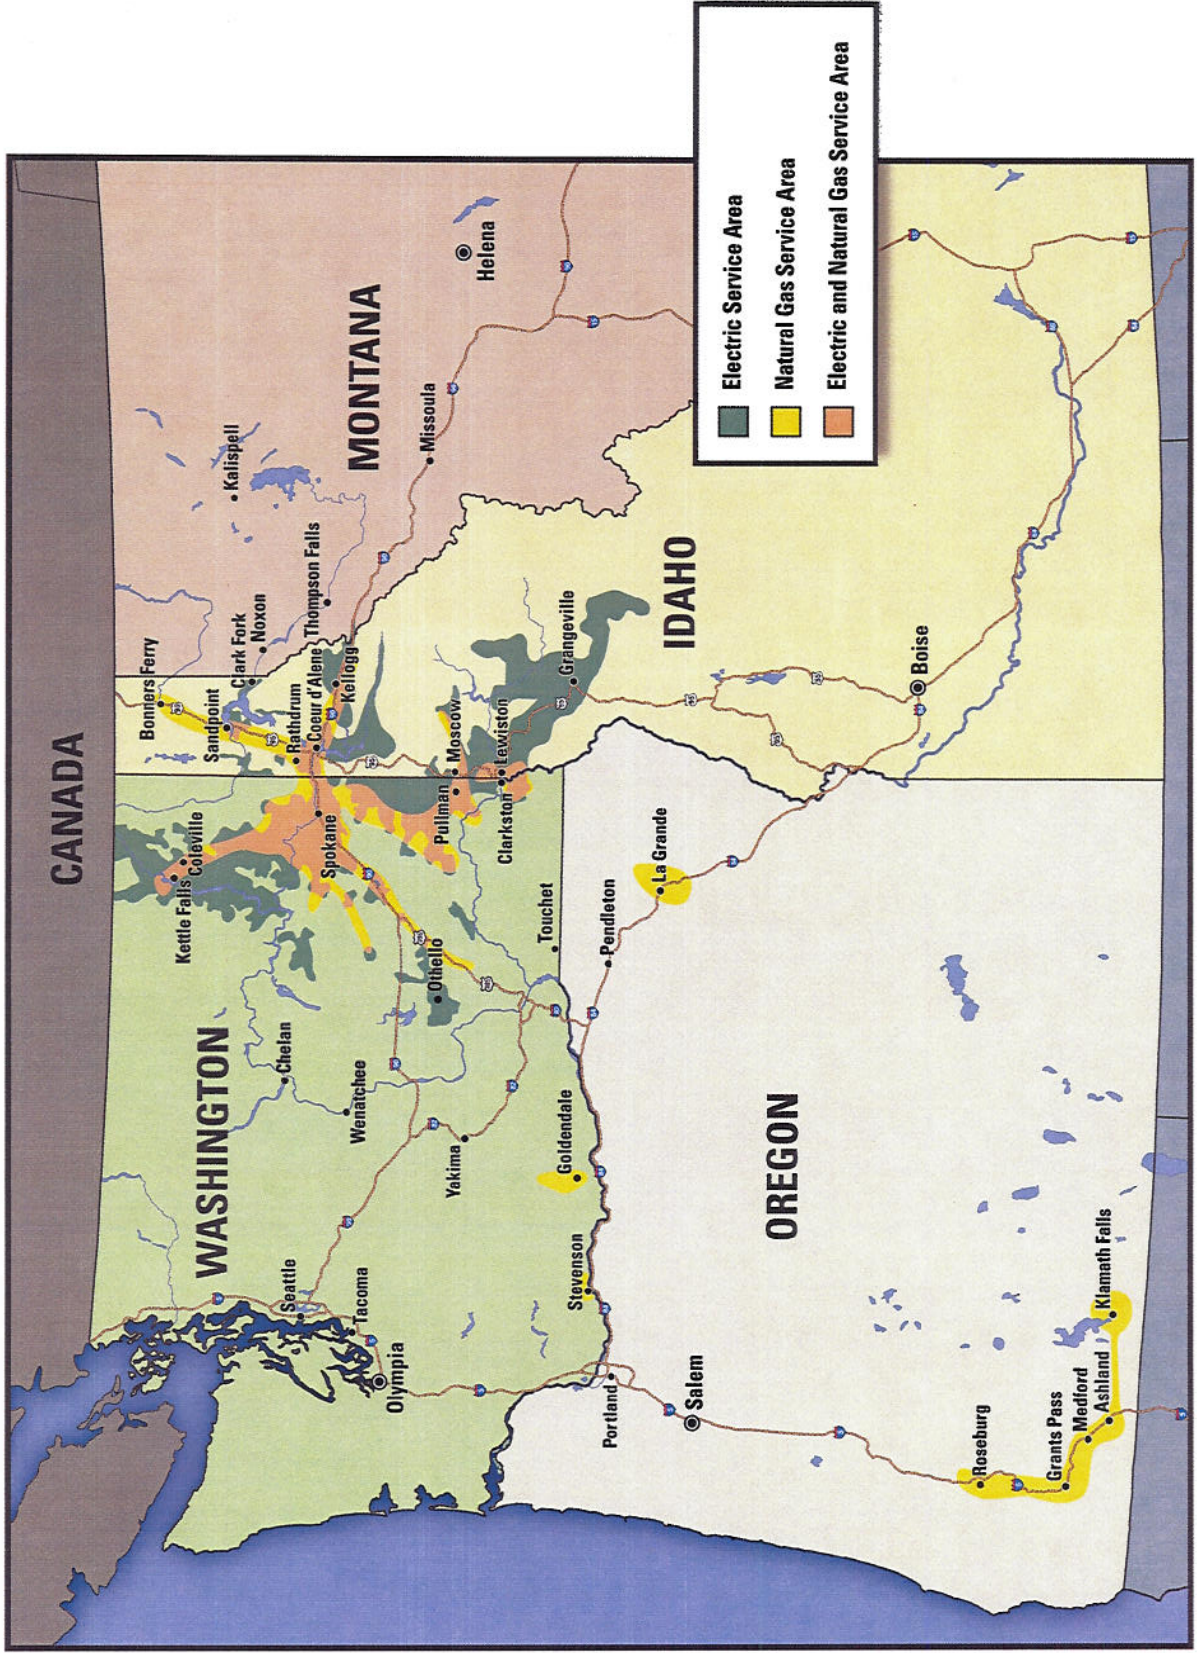 CANADA
WASHINGTON
MONTANA
IDAHO
OREGON
Bonners Ferry
Sandpoint
Clark Fork
Noxon
Kalispell
Kettle Falls
Coleville
Rathdrum
Coeur d'Alene
Thompson Falls
Kellogg
Spokane
Missoula
Helena
Seattle
Tacoma
Olympia
Chelan
Wenatchee
Yakima
Othello
Pullman
Moscow
Clarkston
Lewiston
Grangeville
Touchet
Goldendale
Stevenson
Portland
Salem
Pendleton
La Grande
Boise
Roseburg
Grants Pass
Medford
Ashland
Klamath Falls
Electric Service Area
Natural Gas Service Area
Electric and Natural Gas Service Area